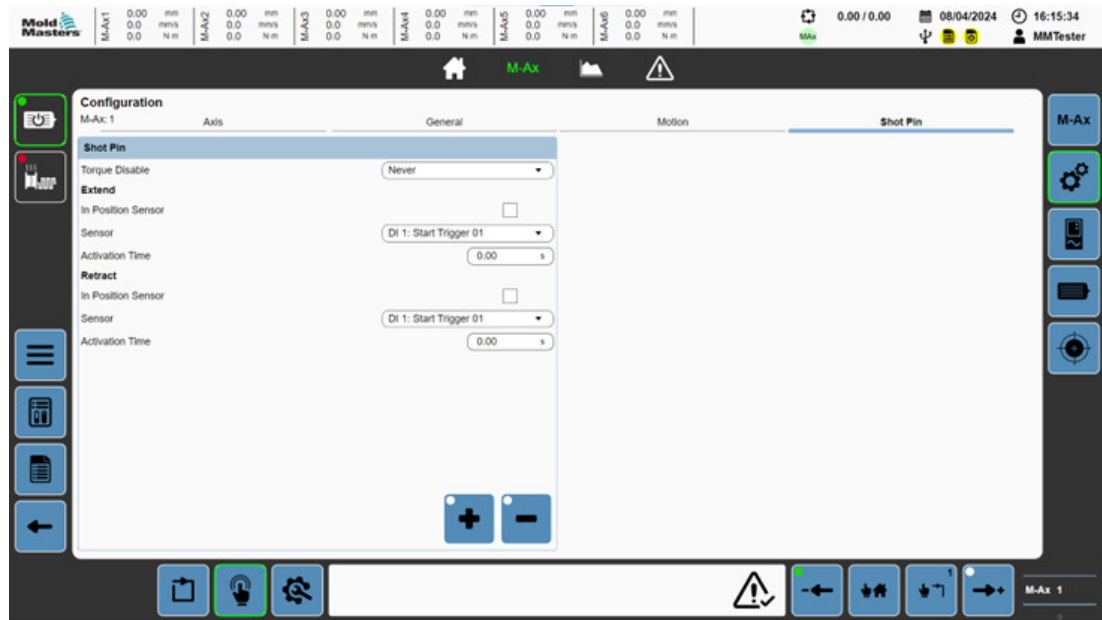 Mold
Masters
M-Ax1 0.00 mm 0.0 mm/s 0.0 N·m
M-Ax2 0.00 mm 0.0 mm/s 0.0 N·m
M-Ax3 0.00 mm 0.0 mm/s 0.0 N·m
M-Ax4 0.00 mm 0.0 mm/s 0.0 N·m
M-Ax5 0.00 mm 0.0 mm/s 0.0 N·m
M-Ax6 0.00 mm 0.0 mm/s 0.0 N·m
0.00 / 0.00
MAx
08/04/2024
16:15:34
MMTester
M-Ax
Configuration
M-Ax: 1
Axis
General
Motion
Shot Pin
Shot Pin
Torque Disable Never
Extend
In Position Sensor
Sensor DI 1: Start Trigger 01
Activation Time 0.00 s
Retract
In Position Sensor
Sensor DI 1: Start Trigger 01
Activation Time 0.00 s
M-Ax
1
M-Ax 1
2